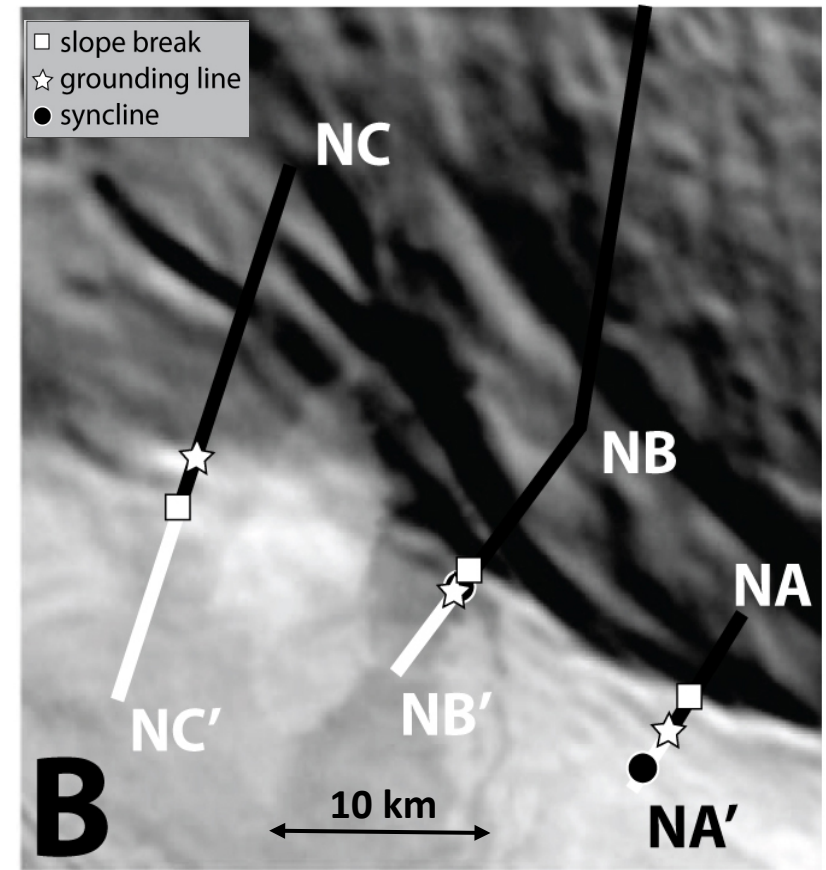 slope break
grounding line
syncline
NC
NB
NA
NC′
NB′
NA′
10 km
B